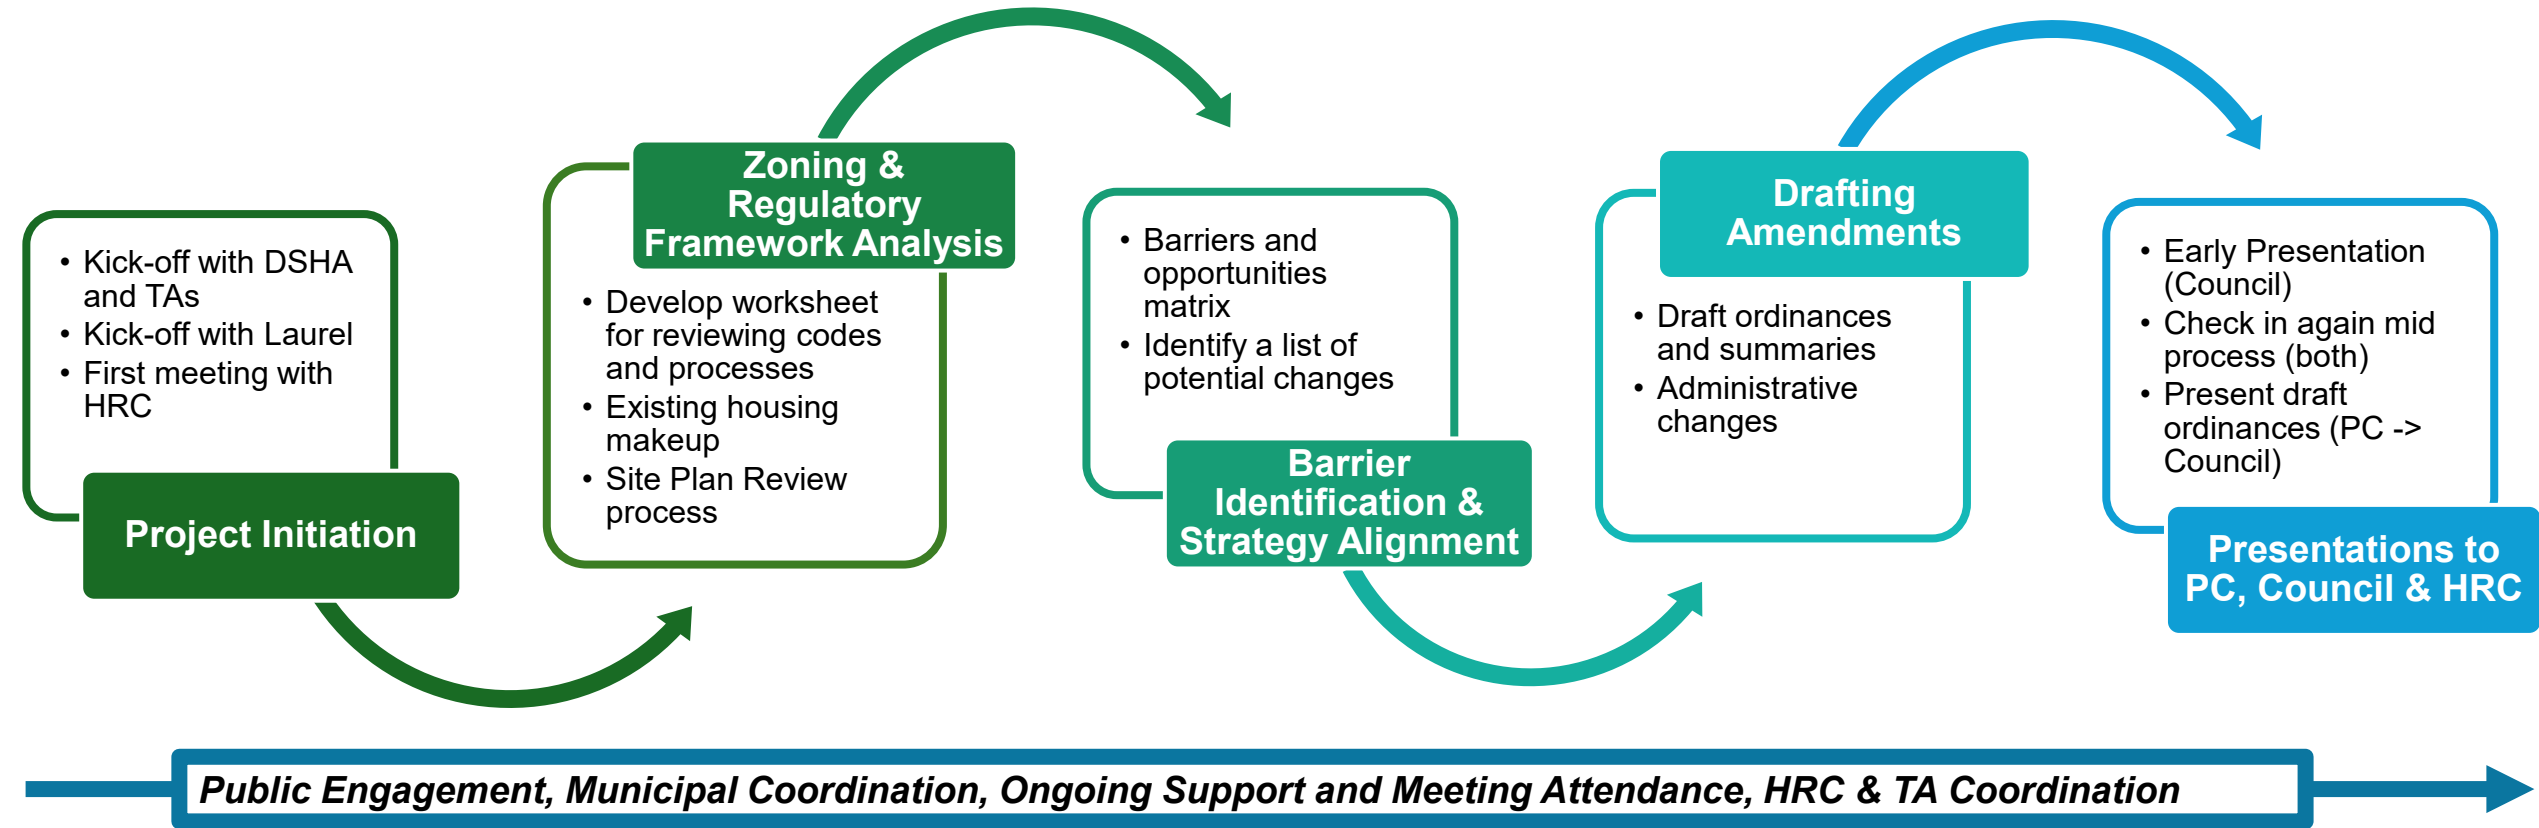 • Kick-off with DSHA
and TAs
• Kick-off with Laurel
• First meeting with
HRC
Project Initiation
Zoning &
Regulatory
Framework Analysis
• Develop worksheet
for reviewing codes
and processes
• Existing housing
makeup
• Site Plan Review
process
• Barriers and
opportunities
matrix
• Identify a list of
potential changes
Barrier
Identification &
Strategy Alignment
Drafting
Amendments
• Draft ordinances
and summaries
• Administrative
changes
• Early Presentation
(Council)
• Check in again mid
process (both)
• Present draft
ordinances (PC ->
Council)
Presentations to
PC, Council & HRC
Public Engagement, Municipal Coordination, Ongoing Support and Meeting Attendance, HRC & TA Coordination